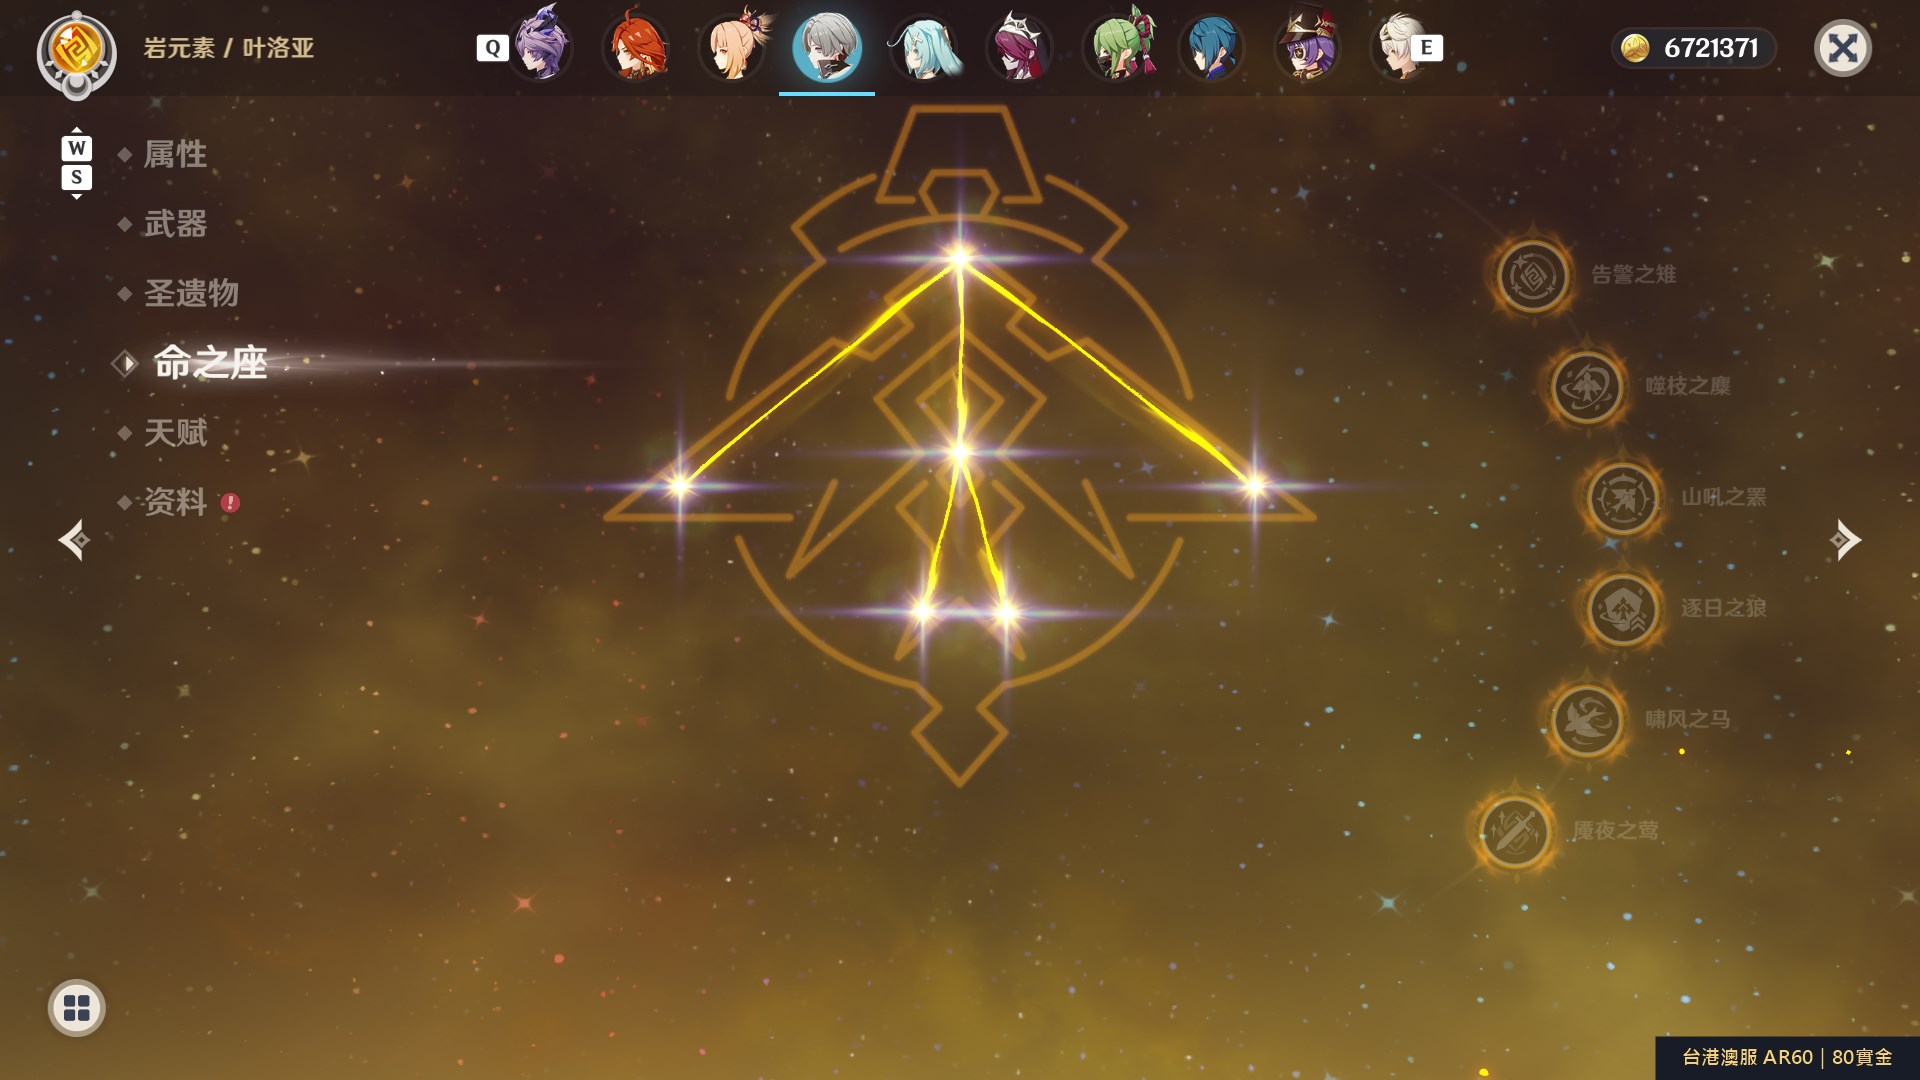 岩元素 / 叶洛亚
Q
E
6721371
W
S
属性
武器
圣遗物
命之座
天赋
资料
告警之雉
噬枝之麋
山吼之罴
逐日之狼
啸风之马
魇夜之莺
台港澳服 AR60 | 80實金